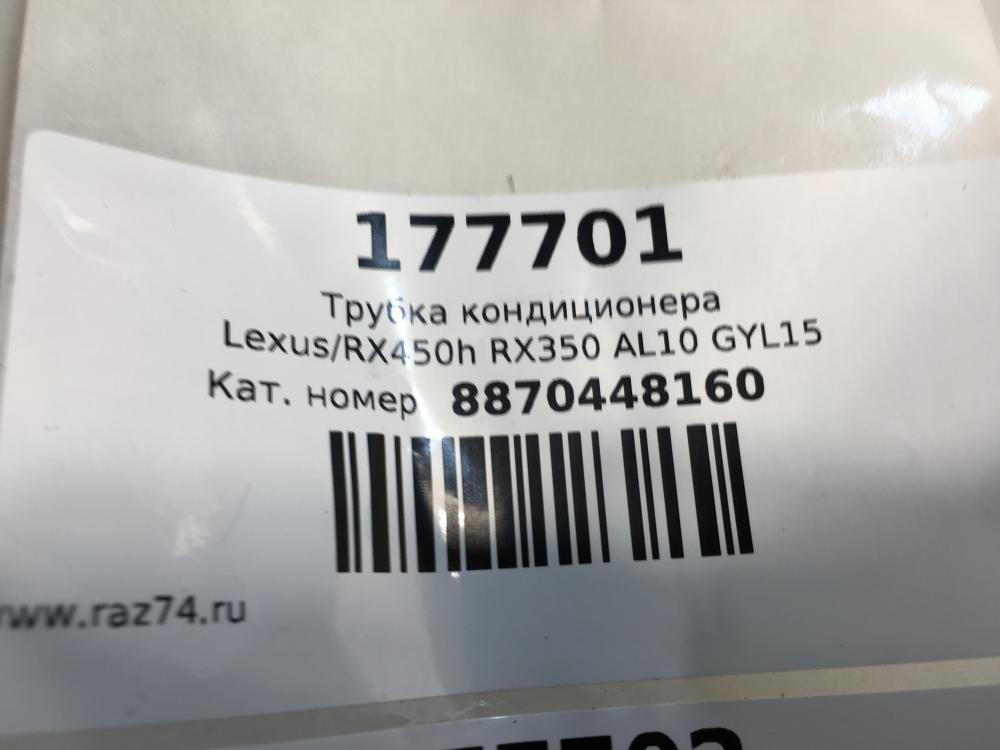 177701
Трубка кондиционера
Lexus/RX450h RX350 AL10 GYL15
Кат. номер 8870448160
www.raz74.ru